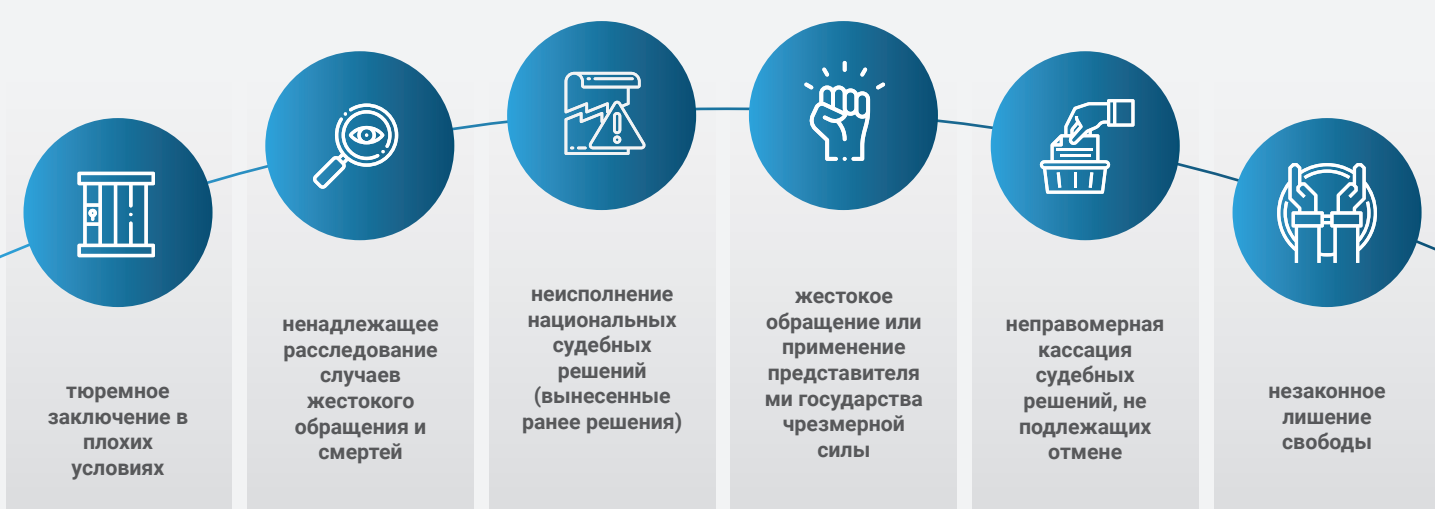 тюремное
заключение в
плохих
условиях
ненадлежащее
расследование
случаев
жестокого
обращения и
смертей
неисполнение
национальных
судебных
решений
(вынесенные
ранее решения)
жестокое
обращение или
применение
представителя
ми государства
чрезмерной
силы
неправомерная
кассация
судебных
решений, не
подлежащих
отмене
незаконное
лишение
свободы